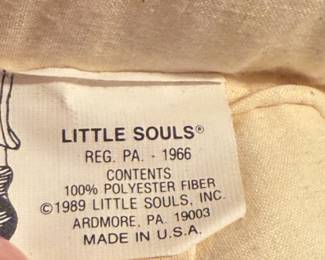 LITTLE SOULS®
REG. PA. - 1966
CONTENTS
100% POLYESTER FIBER
©1989 LITTLE SOULS, INC.
ARDMORE, PA. 19003
MADE IN U.S.A.